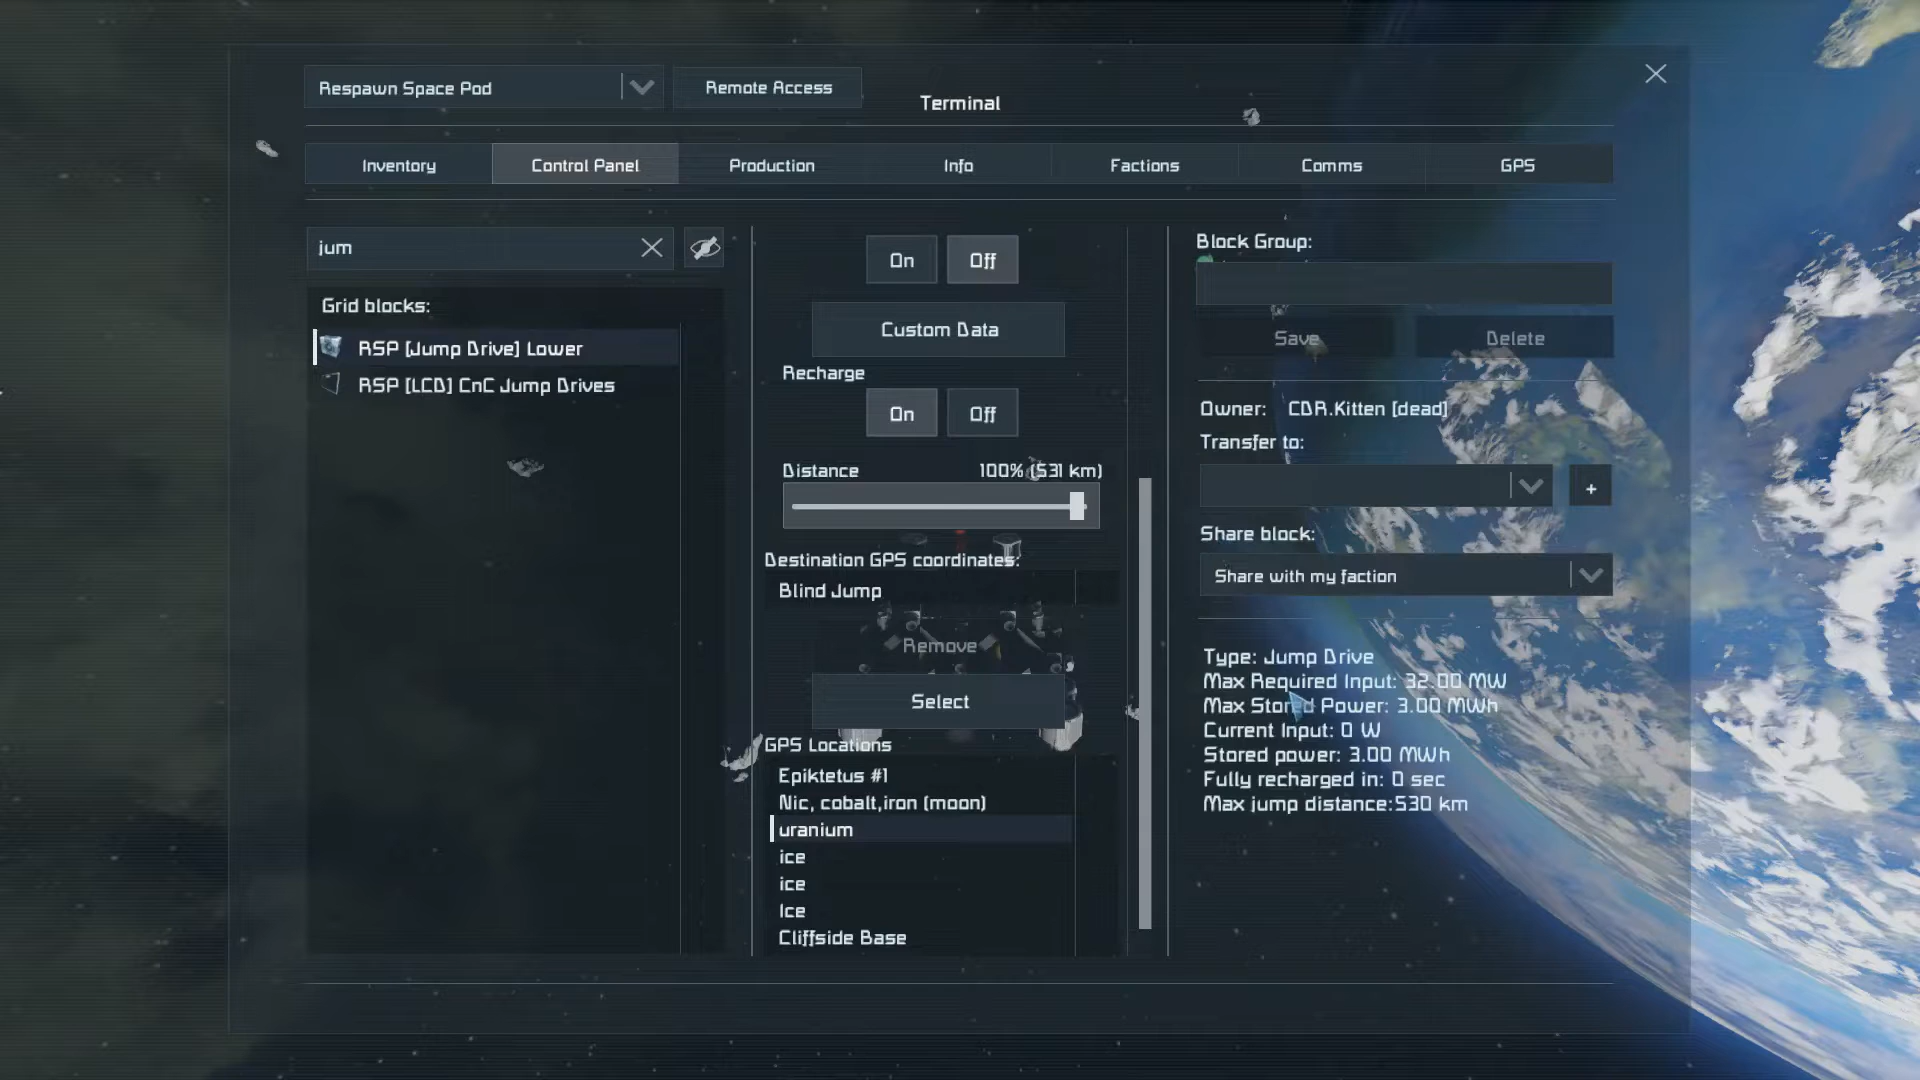 Respawn Space Pod
Remote Access
Terminal
Inventory
Control Panel
Production
Info
Factions
Comms
GPS
jum
Grid blocks:
RSP [Jump Drive] Lower
RSP [LCD] CnC Jump Drives
On
Off
Custom Data
Recharge
On
Off
Distance
100% (531 km)
Destination GPS coordinates:
Blind Jump
Remove
Select
GPS Locations
Epiktetus #1
Nic, cobalt,iron (moon)
uranium
ice
ice
Ice
Cliffside Base
Block Group:
Save
Delete
Owner: CDR.Kitten [dead]
Transfer to:
+
Share block:
Share with my faction
Type: Jump Drive
Max Required Input: 32.00 MW
Max Stored Power: 3.00 MWh
Current Input: 0 W
Stored power: 3.00 MWh
Fully recharged in: 0 sec
Max jump distance:530 km